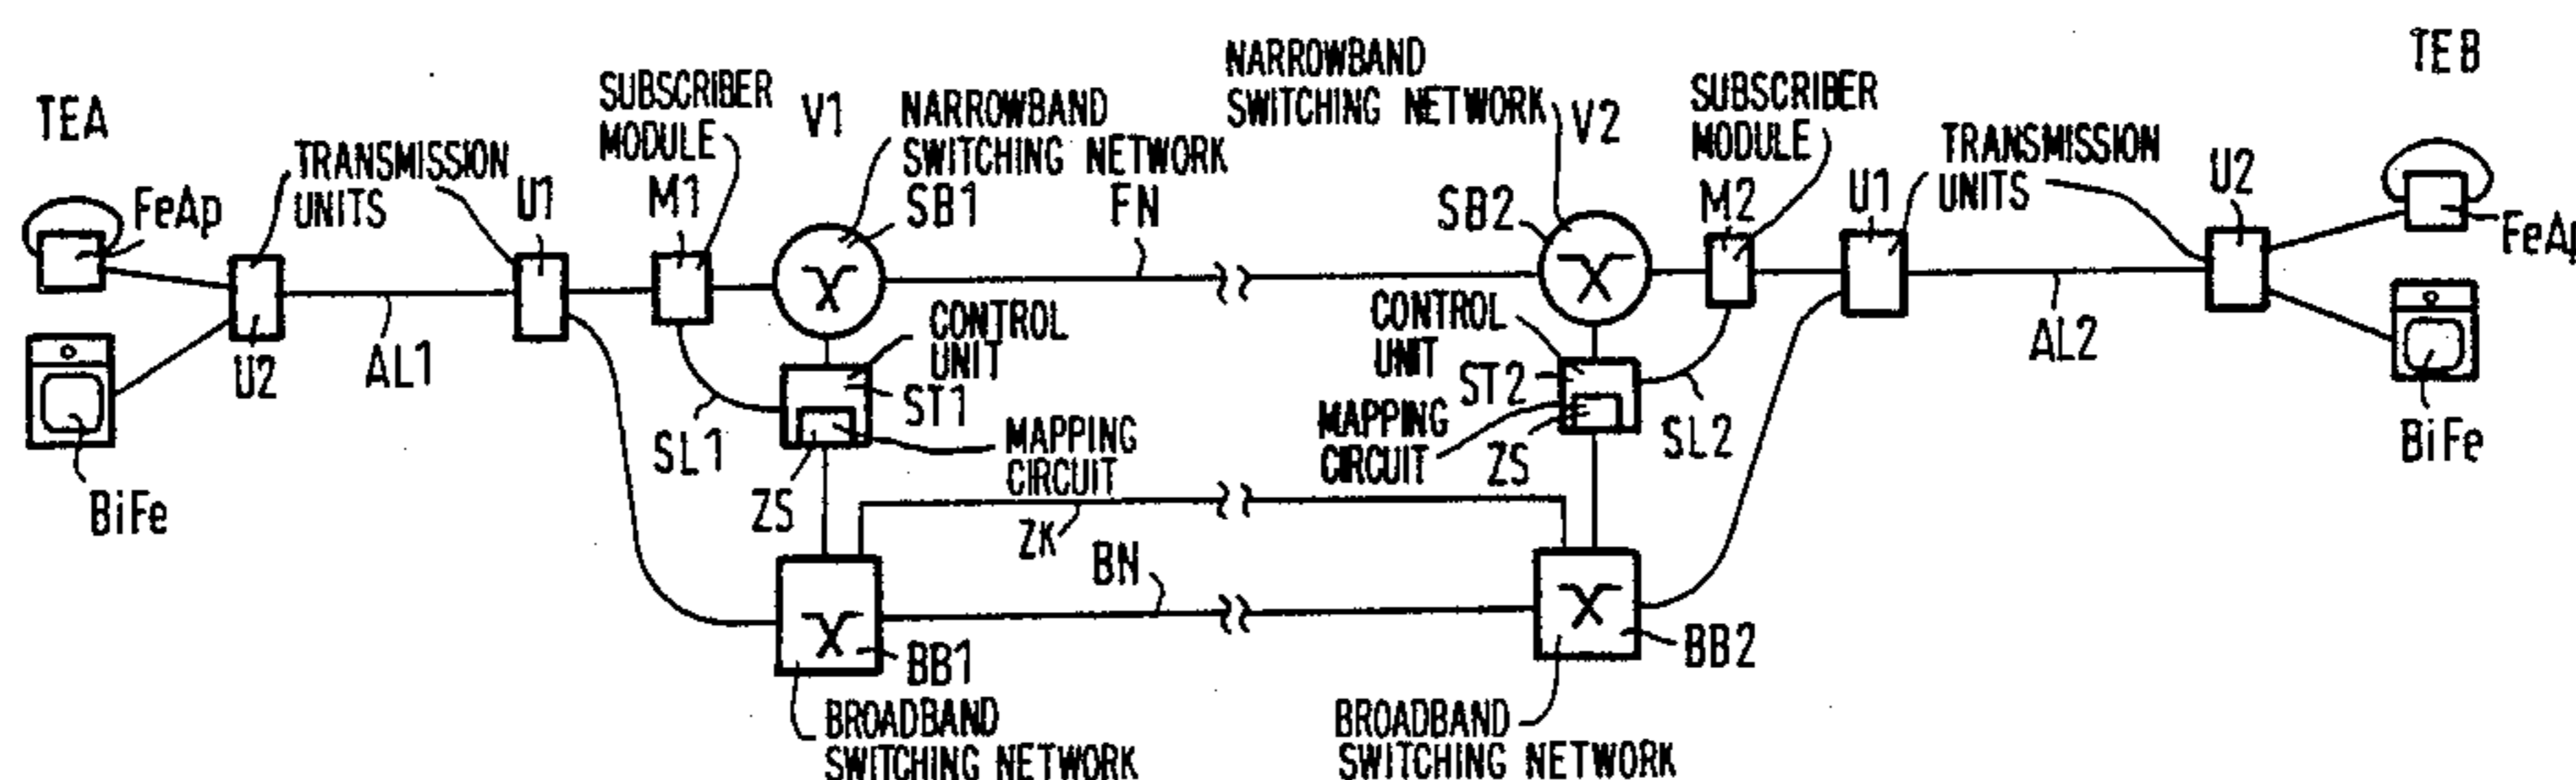 TEA
FeAp
BiFe
TRANSMISSION
UNITS
U2
AL1
U1
SUBSCRIBER
MODULE
M1
SL1
V1
NARROWBAND
SWITCHING NETWORK
SB1
FN
CONTROL
UNIT
ST1
MAPPING
CIRCUIT
ZS
ZK
BN
BB1
BROADBAND
SWITCHING NETWORK
NARROWBAND
SWITCHING NETWORK
V2
SB2
CONTROL
UNIT
ST2
MAPPING
CIRCUIT
ZS
SL2
BB2
BROADBAND
SWITCHING NETWORK
SUBSCRIBER
MODULE
M2
U1
TRANSMISSION
UNITS
AL2
U2
TEB
FeAp
BiFe